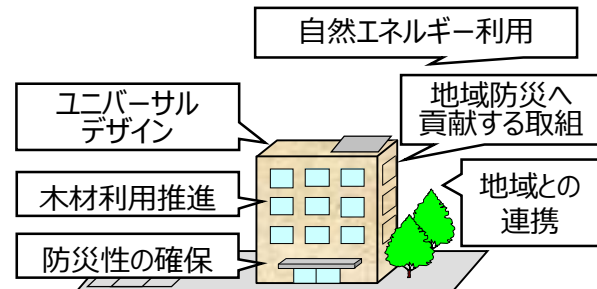 自然エネルギー利用
ユニバーサル
デザイン
地域防災へ
貢献する取組
木材利用推進
地域との
連携
防災性の確保